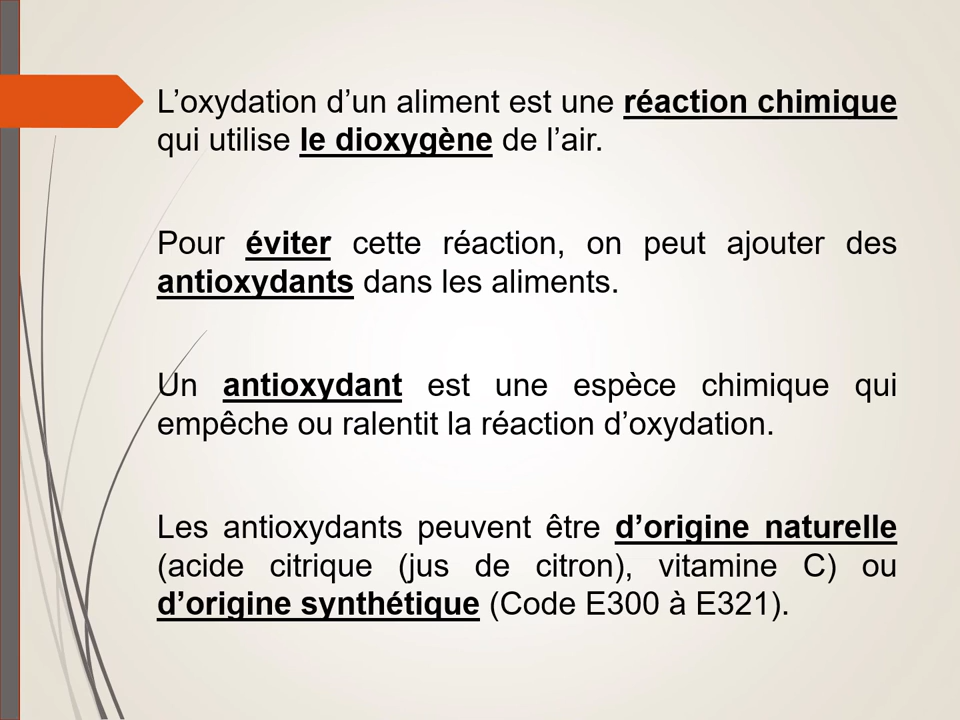 L’oxydation d’un aliment est une réaction chimique
qui utilise le dioxygène de l’air.
Pour éviter cette réaction, on peut ajouter des
antioxydants dans les aliments.
Un antioxydant est une espèce chimique qui
empêche ou ralentit la réaction d’oxydation.
Les antioxydants peuvent être d’origine naturelle
(acide citrique (jus de citron), vitamine C) ou
d’origine synthétique (Code E300 à E321).